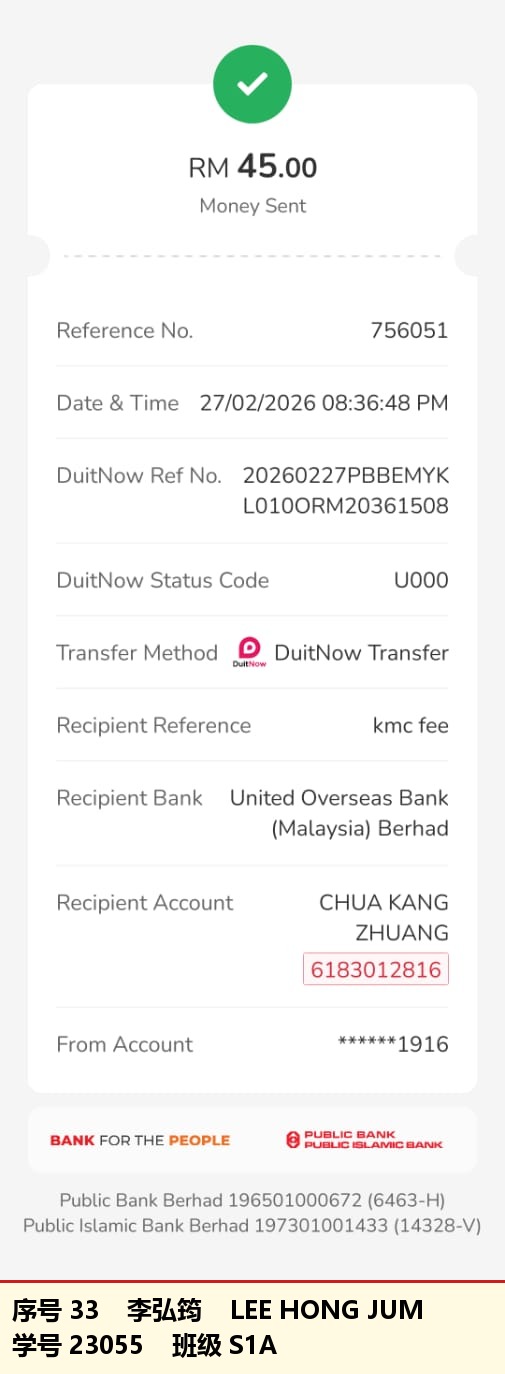 RM 45.00
Money Sent
Reference No. 756051
Date & Time 27/02/2026 08:36:48 PM
DuitNow Ref No. 20260227PBBEMYK
L010ORM20361508
DuitNow Status Code U000
Transfer Method DuitNow DuitNow Transfer
Recipient Reference kmc fee
Recipient Bank United Overseas Bank
(Malaysia) Berhad
Recipient Account CHUA KANG
ZHUANG
6183012816
From Account ******1916
BANK FOR THE PEOPLE PUBLIC BANK
PUBLIC ISLAMIC BANK
Public Bank Berhad 196501000672 (6463-H)
Public Islamic Bank Berhad 197301001433 (14328-V)
序号 33 李弘筠 LEE HONG JUM
学号 23055 班级 S1A